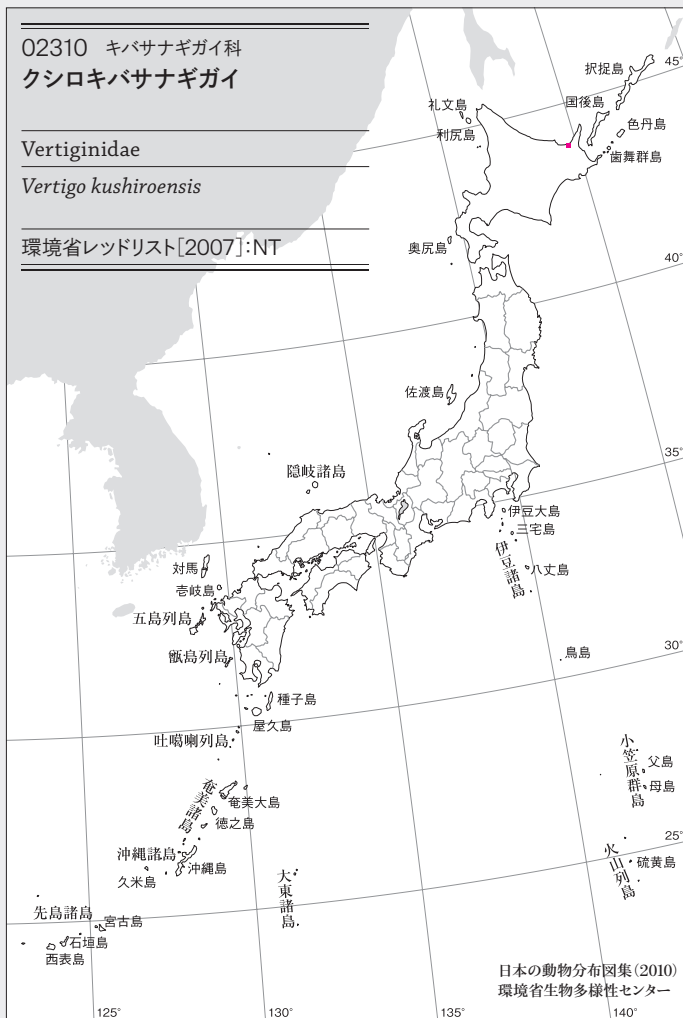 02310 キバサナギガイ科
クシロキバサナギガイ
Vertiginidae
Vertigo kushiroensis
環境省レッドリスト[2007]:NT
択捉島
45°
礼文島
国後島
色丹島
利尻島
歯舞群島
奥尻島
40°
佐渡島
35°
隠岐諸島
伊豆大島
三宅島
伊豆諸島
八丈島
対馬
壱岐島
五島列島
甑島列島
鳥島
30°
種子島
屋久島
吐噶喇列島
小笠原群島
父島
母島
奄美諸島
奄美大島
徳之島
25°
沖縄諸島
沖縄島
久米島
火山列島
硫黄島
大東諸島
先島諸島
宮古島
石垣島
西表島
日本の動物分布図集(2010)
環境省生物多様性センター
125°
130°
135°
140°